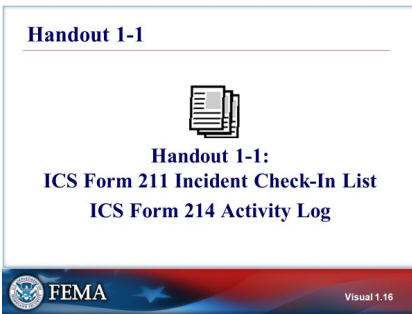 Handout 1-1
Handout 1-1:
ICS Form 211 Incident Check-In List
ICS Form 214 Activity Log
FEMA
Visual 1.16